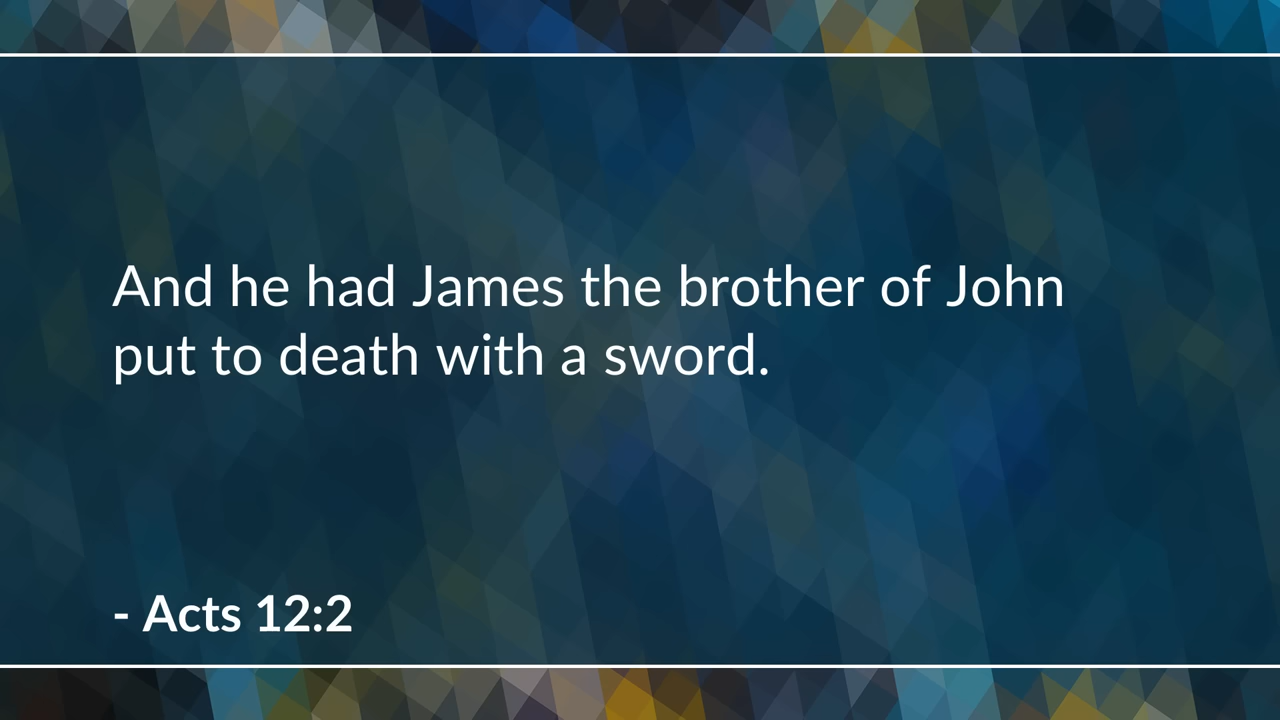 And he had James the brother of John
put to death with a sword.
- Acts 12:2